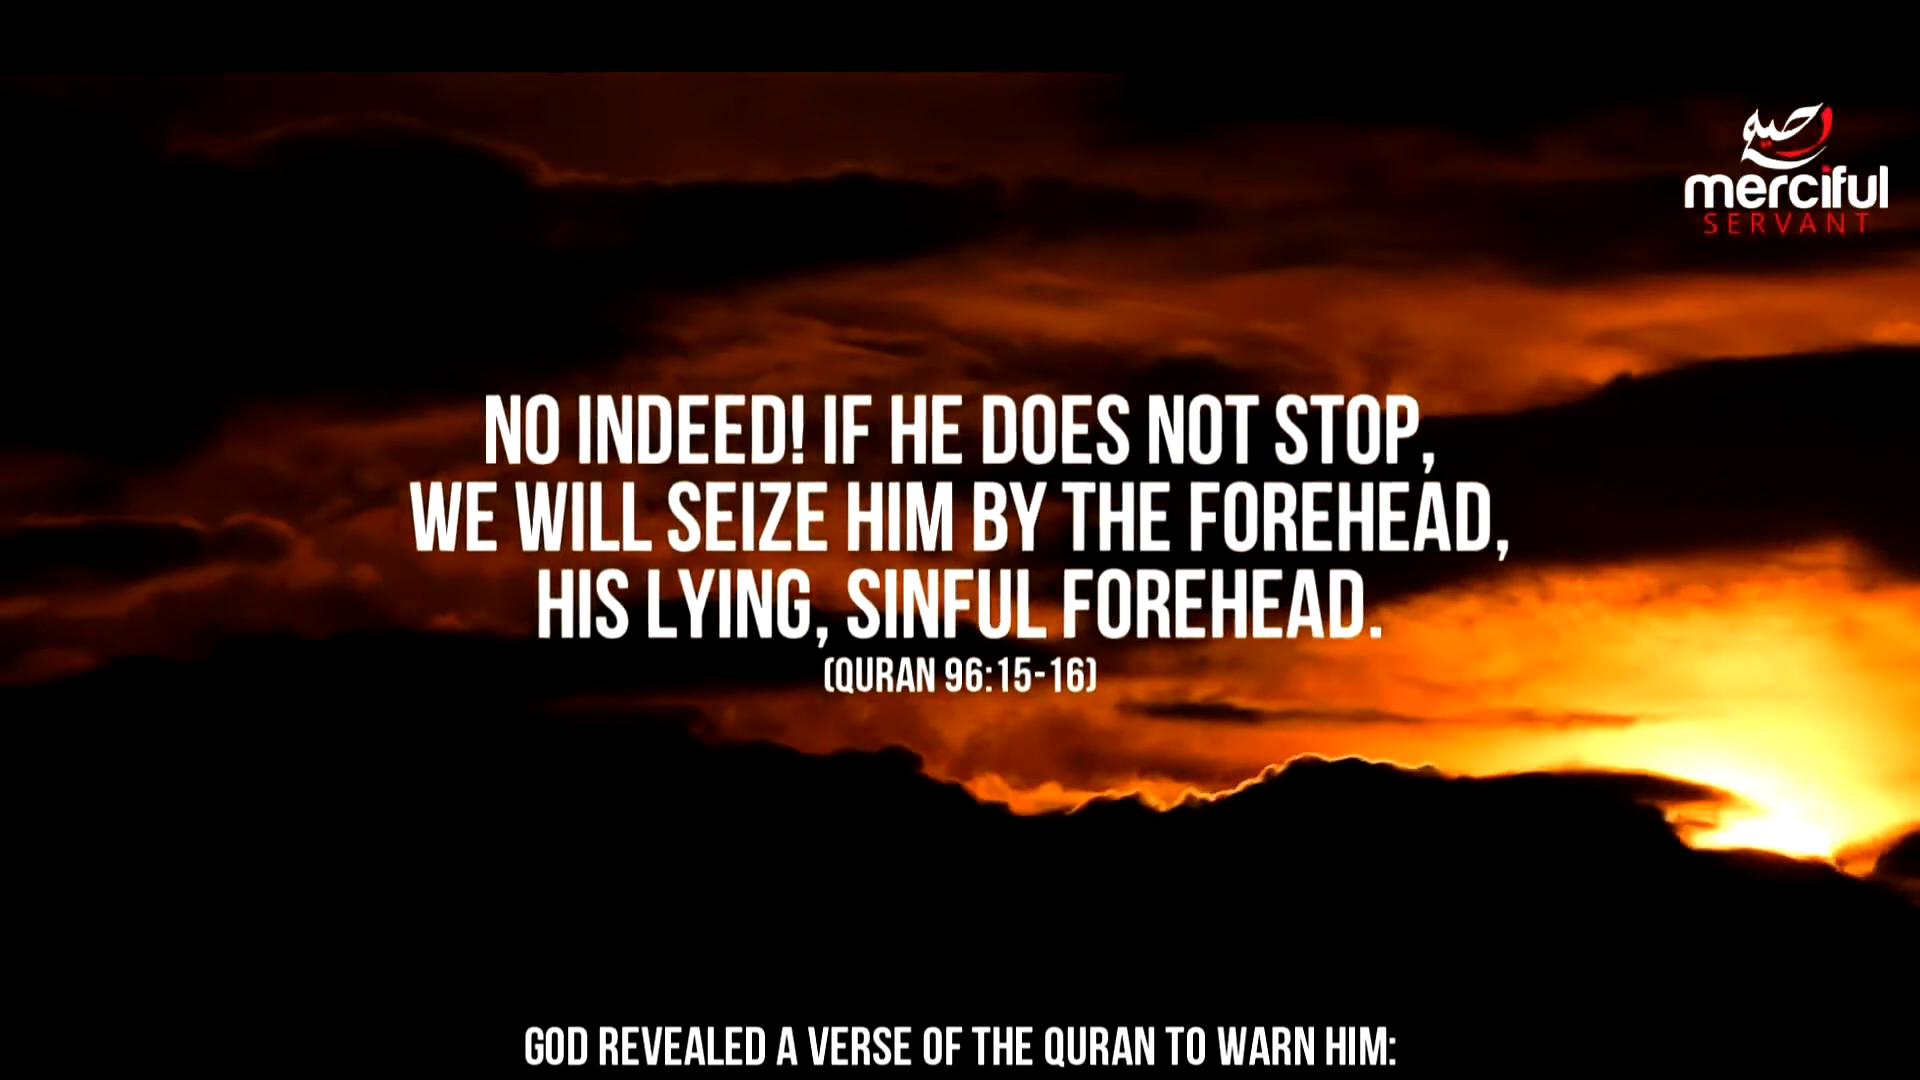 merciful
SERVANT
NO INDEED! IF HE DOES NOT STOP,
WE WILL SEIZE HIM BY THE FOREHEAD,
HIS LYING, SINFUL FOREHEAD.
(QURAN 96:15-16)
GOD REVEALED A VERSE OF THE QURAN TO WARN HIM: